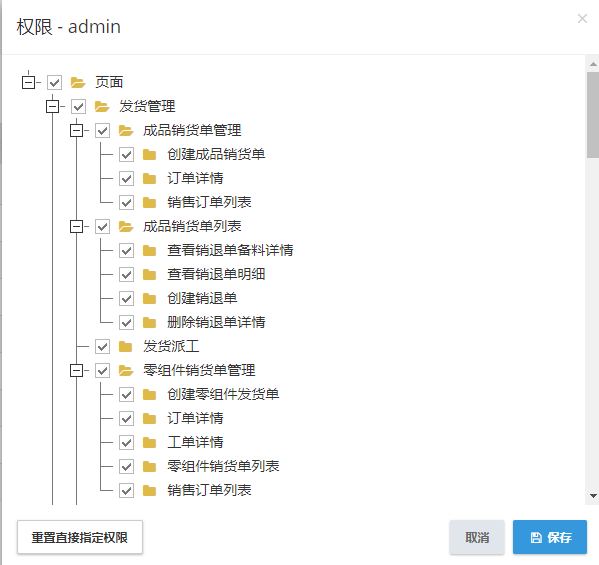 权限 - admin
×
页面
发货管理
成品销货单管理
创建成品销货单
订单详情
销售订单列表
成品销货单列表
查看销退单备料详情
查看销退单明细
创建销退单
删除销退单详情
发货派工
零组件销货单管理
创建零组件发货单
订单详情
工单详情
零组件销货单列表
销售订单列表
重置直接指定权限
取消
保存